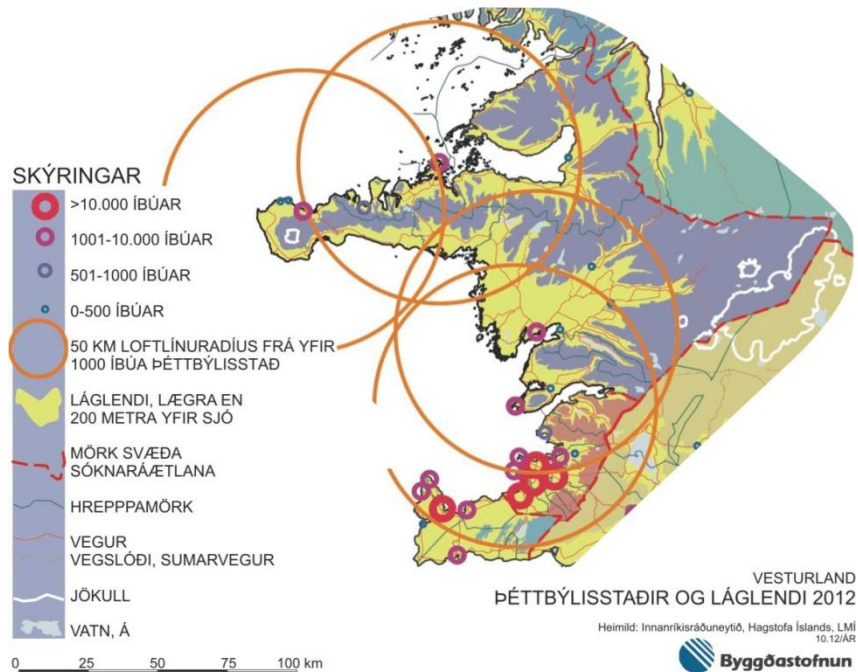 SKÝRINGAR
>10.000 ÍBÚAR
1001-10.000 ÍBÚAR
501-1000 ÍBÚAR
0-500 ÍBÚAR
50 KM LOFTLÍNURADÍUS FRÁ YFIR
1000 ÍBÚA ÞÉTTBÝLISSTAÐ
LÁGLENDI, LÆGRA EN
200 METRA YFIR SJÓ
MÖRK SVÆÐA
SÓKNARÁÆTLANA
HREPPPAMÖRK
VEGUR
VEGSLÓÐI, SUMARVEGUR
JÖKULL
VATN, Á
0 25 50 75 100 km
VESTURLAND
ÞÉTTBÝLISSTAÐIR OG LÁGLENDI 2012
Heimild: Innanríkisráðuneytið, Hagstofa Íslands, LMÍ
10.12/ÁR
Byggðastofnun